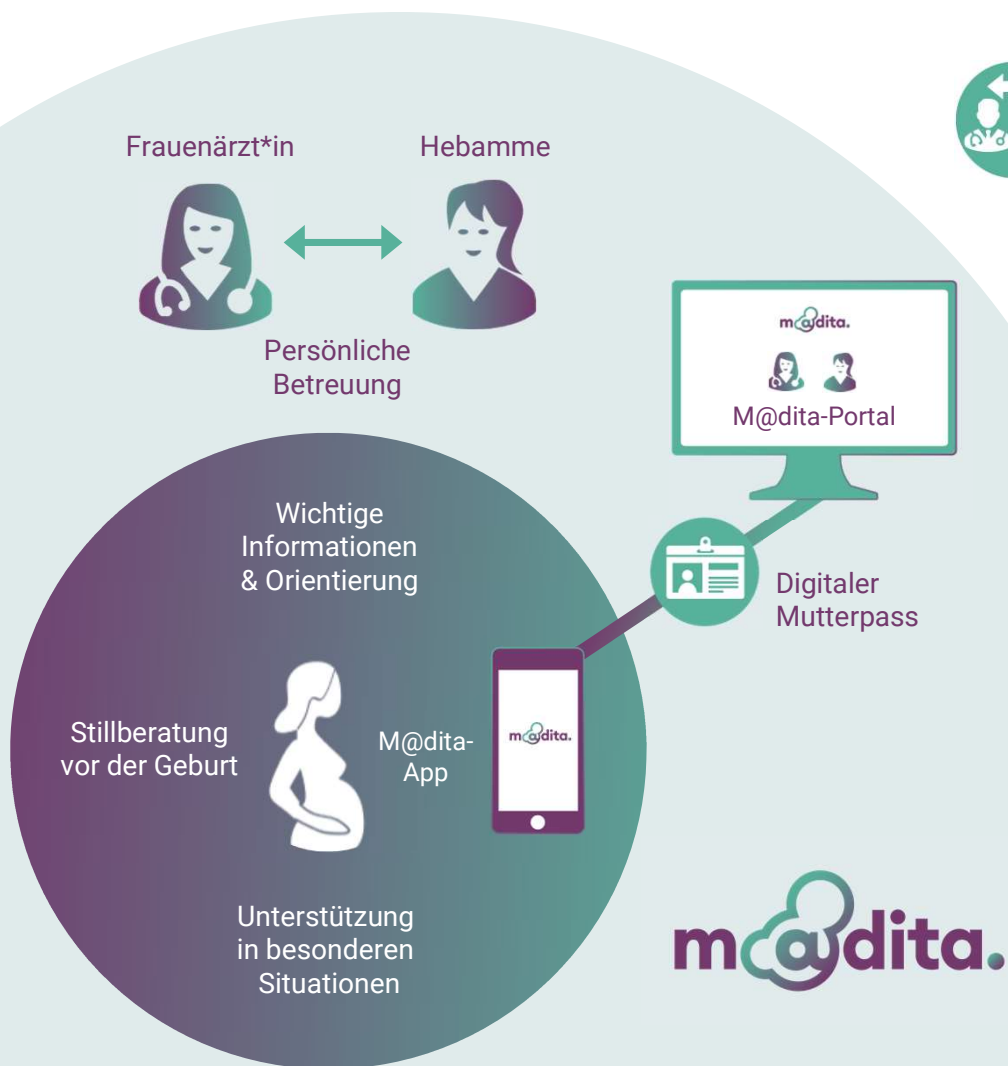 Frauenärzt*in
Hebamme
Persönliche
Betreuung
m@dita.
M@dita-Portal
Wichtige
Informationen
& Orientierung
Digitaler
Mutterpass
Stillberatung
vor der Geburt
M@dita-
App
m@dita.
Unterstützung
in besonderen
Situationen
m@dita.